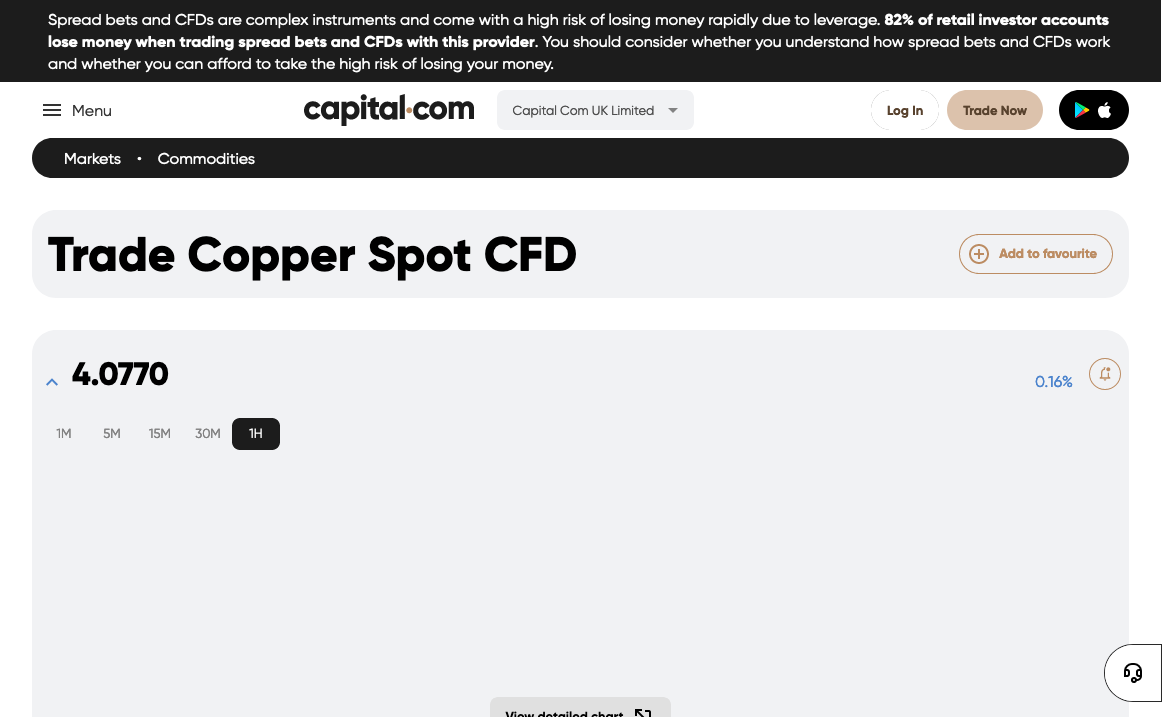 Spread bets and CFDs are complex instruments and come with a high risk of losing money rapidly due to leverage. 82% of retail investor accounts
lose money when trading spread bets and CFDs with this provider. You should consider whether you understand how spread bets and CFDs work
and whether you can afford to take the high risk of losing your money.
Menu
capital.com
Capital Com UK Limited
Log In
Trade Now
Markets • Commodities
Trade Copper Spot CFD
Add to favourite
4.0770
0.16%
1M 5M 15M 30M 1H
View detailed chart